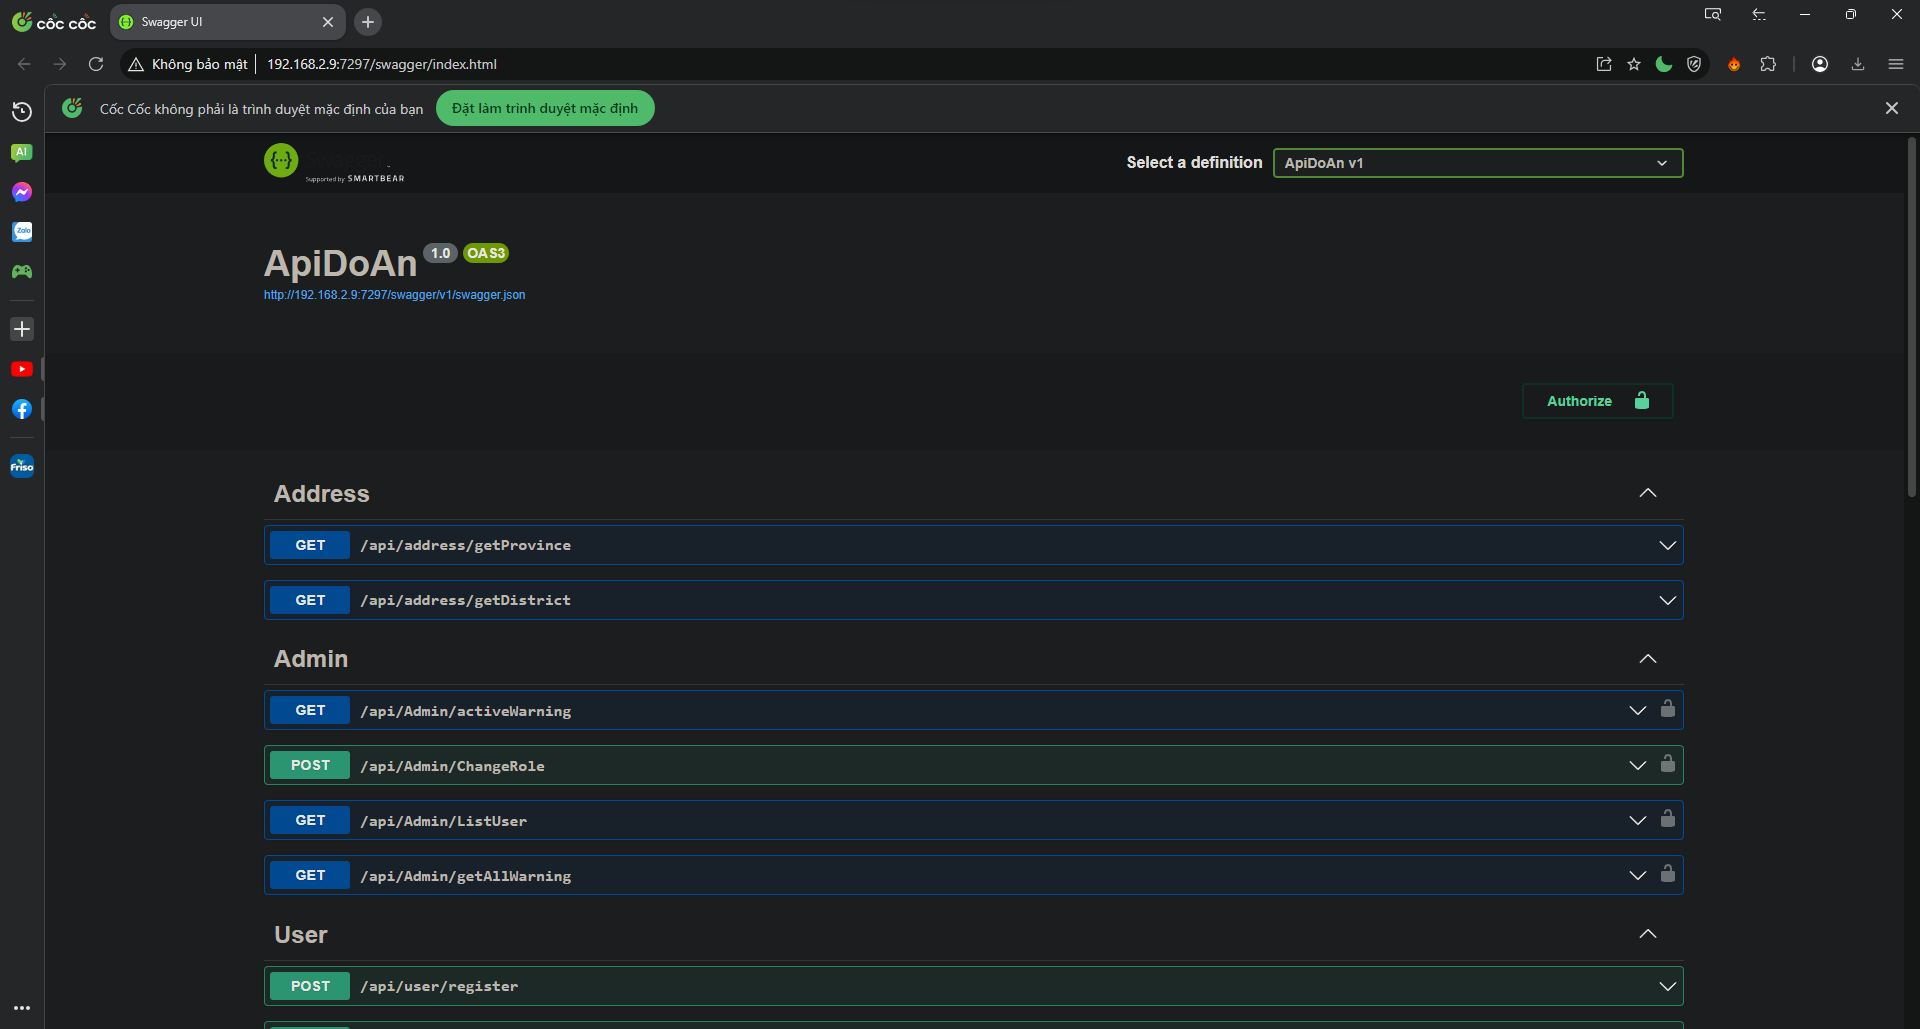 cốc cốc
Swagger UI
Không bảo mật
192.168.2.9:7297/swagger/index.html
Cốc Cốc không phải là trình duyệt mặc định của bạn
Đặt làm trình duyệt mặc định
AI
Zalo
Friso
Swagger
Supported by SMARTBEAR
Select a definition
ApiDoAn v1
ApiDoAn 1.0 OAS3
http://192.168.2.9:7297/swagger/v1/swagger.json
Authorize
Address
GET /api/address/getProvince
GET /api/address/getDistrict
Admin
GET /api/Admin/activeWarning
POST /api/Admin/ChangeRole
GET /api/Admin/ListUser
GET /api/Admin/getAllWarning
User
POST /api/user/register